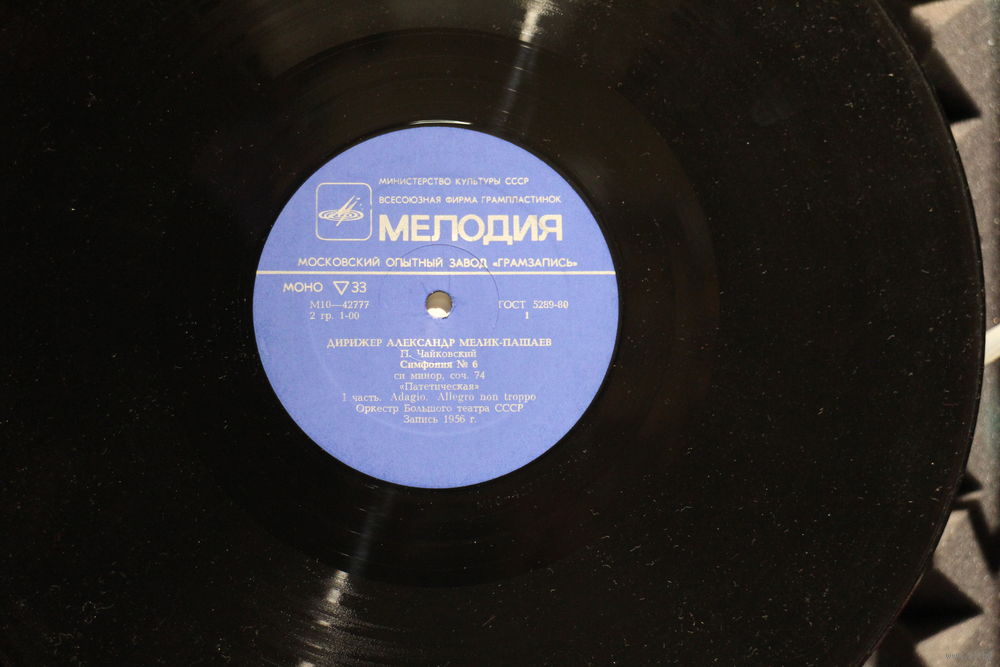 МИНИСТЕРСТВО КУЛЬТУРЫ СССР
ВСЕСОЮЗНАЯ ФИРМА ГРАМПЛАСТИНОК
МЕЛОДИЯ
МОСКОВСКИЙ ОПЫТНЫЙ ЗАВОД «ГРАМЗАПИСЬ»
МОНО ▽ 33
М10—42777 ГОСТ 5289-80
2 гр. 1-00 1
ДИРИЖЕР АЛЕКСАНДР МЕЛИК-ПАШАЕВ
П. Чайковский
Симфония № 6
си минор, соч. 74
«Патетическая»
I часть. Adagio. Allegro non troppo
Оркестр Большого театра СССР
Запись 1956 г.